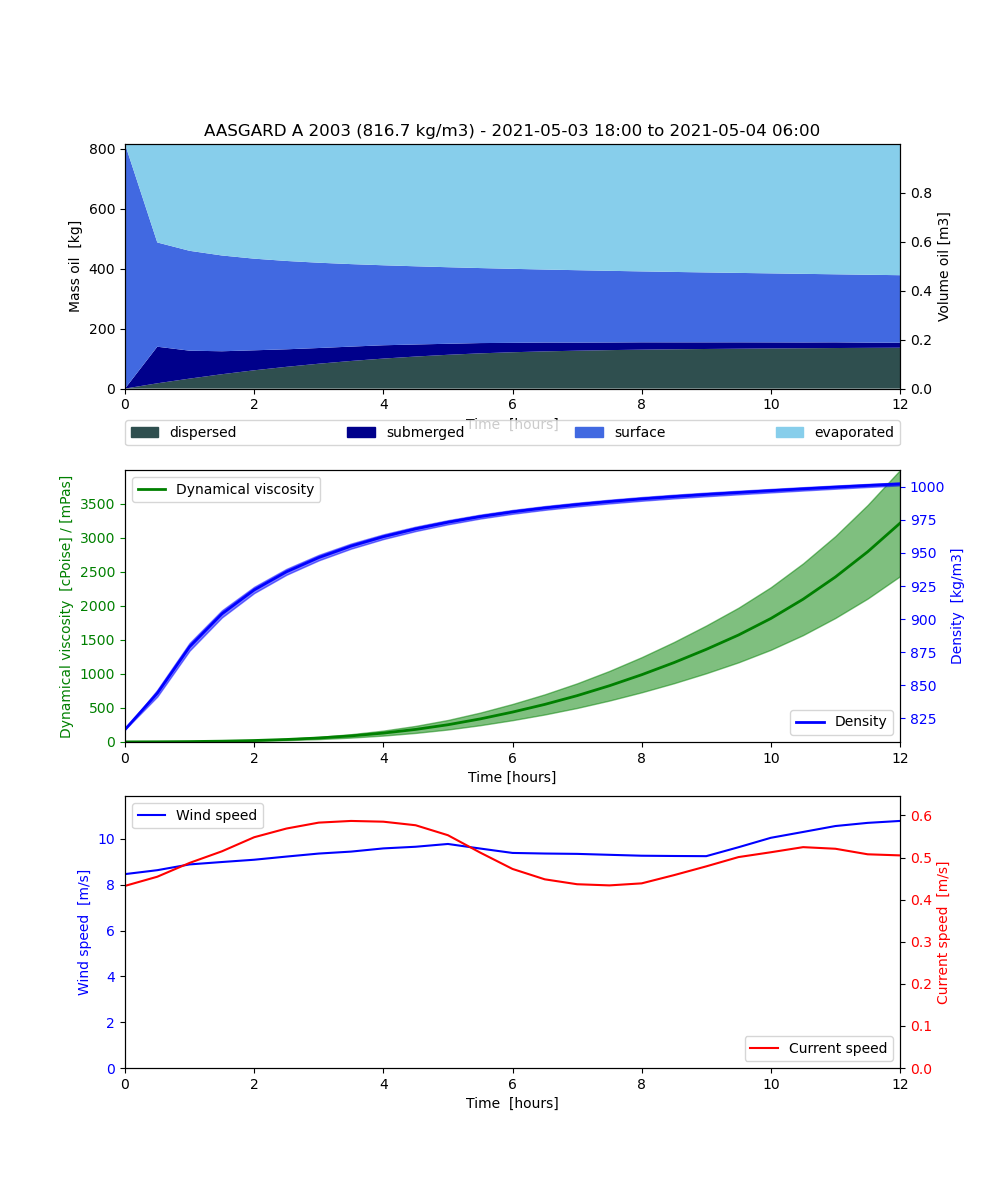 AASGARD A 2003 (816.7 kg/m3) - 2021-05-03 18:00 to 2021-05-04 06:00
800
600
400
200
0
Mass oil [kg]
0.8
0.6
0.4
0.2
0.0
Volume oil [m3]
0 2 4 6 8 10 12
Time [hours]
dispersed submerged surface evaporated
Dynamical viscosity
3500
3000
2500
2000
1500
1000
500
0
Dynamical viscosity [cPoise] / [mPas]
1000
975
950
925
900
875
850
825
Density [kg/m3]
Density
0 2 4 6 8 10 12
Time [hours]
Wind speed
10
8
6
4
2
0
Wind speed [m/s]
0.6
0.5
0.4
0.3
0.2
0.1
0.0
Current speed [m/s]
Current speed
0 2 4 6 8 10 12
Time [hours]